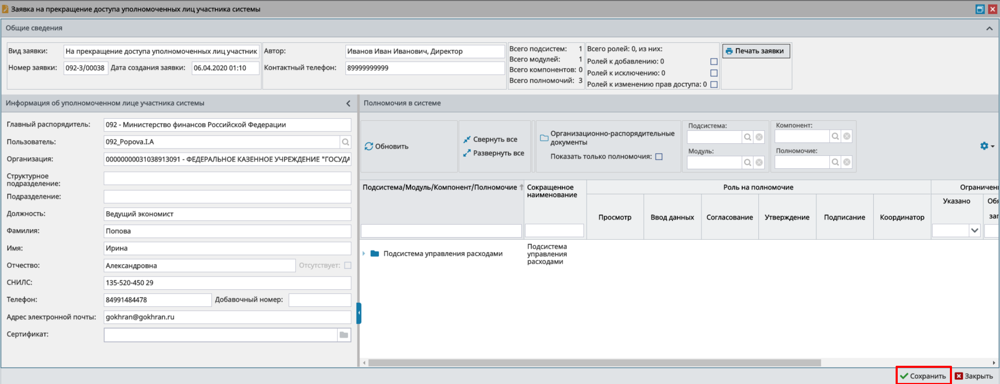 Заявка на прекращение доступа уполномоченных лиц участника системы
Общие сведения
Вид заявки: На прекращение доступа уполномоченных лиц участник
Номер заявки: 092-3/00038 Дата создания заявки: 06.04.2020 01:10
Автор: Иванов Иван Иванович, Директор
Контактный телефон: 89999999999
Всего подсистем: 1
Всего модулей: 1
Всего компонентов: 0
Всего полномочий: 3
Всего ролей: 0, из них:
Ролей к добавлению: 0
Ролей к исключению: 0
Ролей к изменению прав доступа: 0
Печать заявки
Информация об уполномоченном лице участника системы
Главный распорядитель: 092 - Министерство финансов Российской Федерации
Пользователь: 092_Popova.I.A
Организация: 00000000031038913091 - ФЕДЕРАЛЬНОЕ КАЗЕННОЕ УЧРЕЖДЕНИЕ "ГОСУДА
Структурное
подразделение:
Подразделение:
Должность: Ведущий экономист
Фамилия: Попова
Имя: Ирина
Отчество: Александровна Отсутствует:
СНИЛС: 135-520-450 29
Телефон: 84991484478 Добавочный номер:
Адрес электронной почты: gokhran@gokhran.ru
Сертификат:
Полномочия в системе
Обновить
Свернуть все
Развернуть все
Организационно-распорядительные
документы
Показать только полномочия:
Подсистема:
Модуль:
Компонент:
Полномочие:
Подсистема/Модуль/Компонент/Полномочие
Сокращенное
наименование
Роль на полномочие
Просмотр Ввод данных Согласование Утверждение Подписание Координатор
Ограничени
Указано
Обя
заг
Подсистема управления расходами
Подсистема
управления
расходами
Сохранить Закрыть